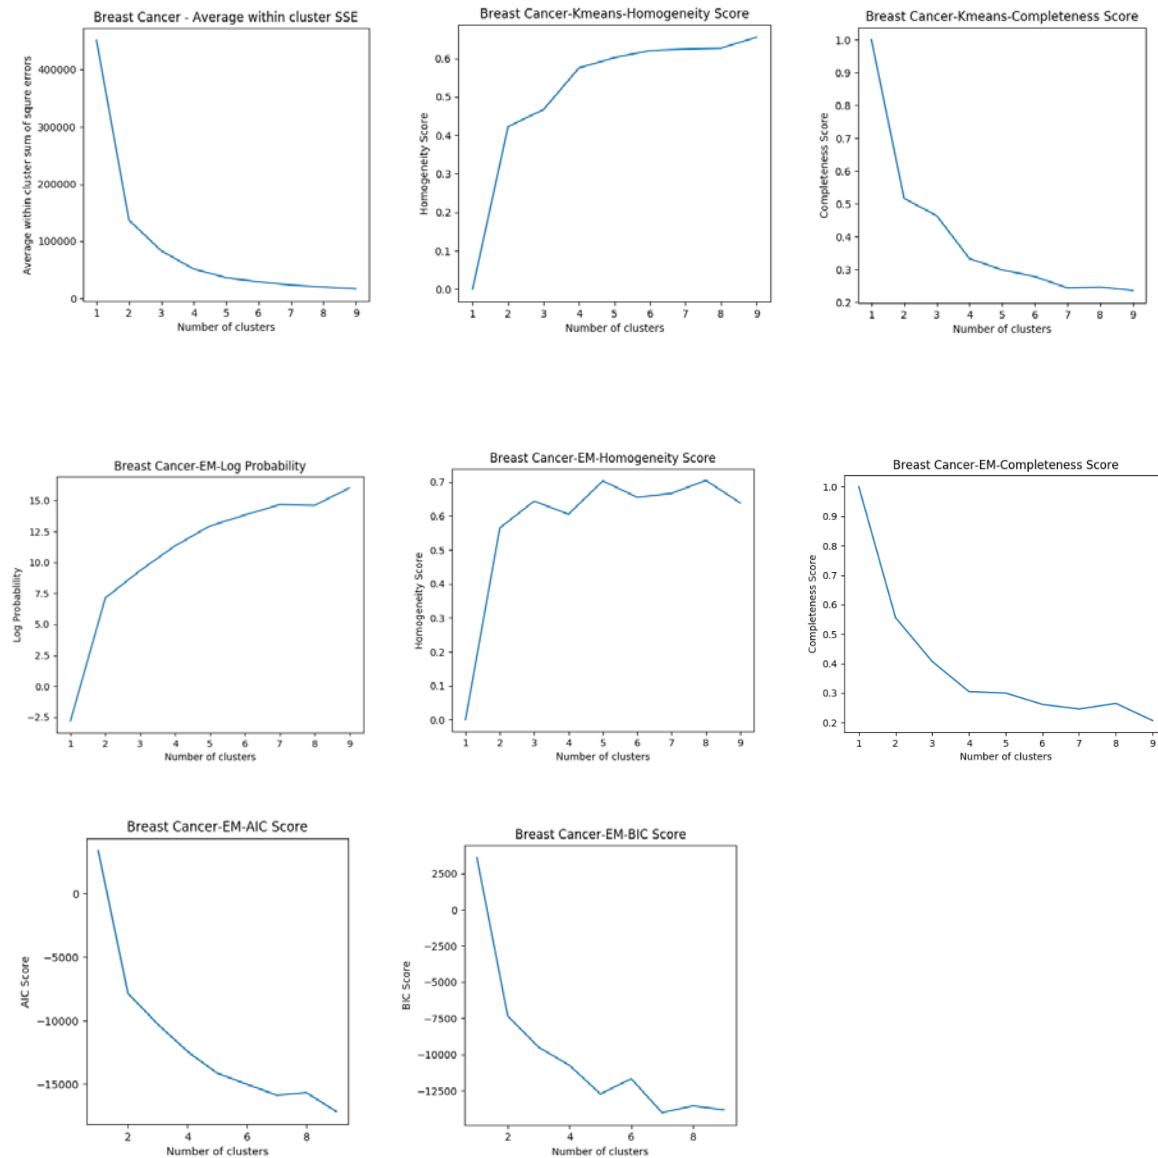 Breast Cancer - Average within cluster SSE
Average within cluster sum of squre errors
400000
300000
200000
100000
0
1 2 3 4 5 6 7 8 9
Number of clusters
Breast Cancer-Kmeans-Homogeneity Score
Homogeneity Score
0.6
0.5
0.4
0.3
0.2
0.1
0.0
1 2 3 4 5 6 7 8 9
Number of clusters
Breast Cancer-Kmeans-Completeness Score
Completeness Score
1.0
0.9
0.8
0.7
0.6
0.5
0.4
0.3
0.2
1 2 3 4 5 6 7 8 9
Number of clusters
Breast Cancer-EM-Log Probability
Log Probablility
15.0
12.5
10.0
7.5
5.0
2.5
0.0
−2.5
1 2 3 4 5 6 7 8 9
Number of clusters
Breast Cancer-EM-Homogeneity Score
Homogeneity Score
0.7
0.6
0.5
0.4
0.3
0.2
0.1
0.0
1 2 3 4 5 6 7 8 9
Number of clusters
Breast Cancer-EM-Completeness Score
Completeness Score
1.0
0.9
0.8
0.7
0.6
0.5
0.4
0.3
0.2
1 2 3 4 5 6 7 8 9
Number of clusters
Breast Cancer-EM-AIC Score
AIC Score
0
−5000
−10000
−15000
2 4 6 8
Number of clusters
Breast Cancer-EM-BIC Score
BIC Score
2500
0
−2500
−5000
−7500
−10000
−12500
2 4 6 8
Number of clusters